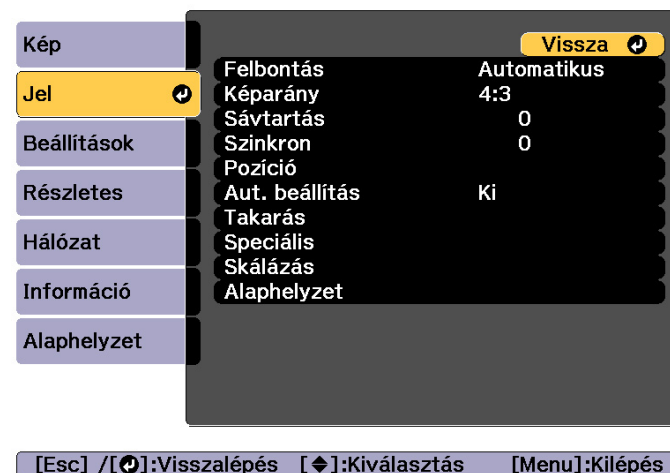 Kép
Jel
Beállítások
Részletes
Hálózat
Információ
Alaphelyzet
Vissza
Felbontás Automatikus
Képarány 4:3
Sávtartás 0
Szinkron 0
Pozíció
Aut. beállítás Ki
Takarás
Speciális
Skálázás
Alaphelyzet
[Esc] /[⏎]:Visszalépés [◆]:Kiválasztás [Menu]:Kilépés